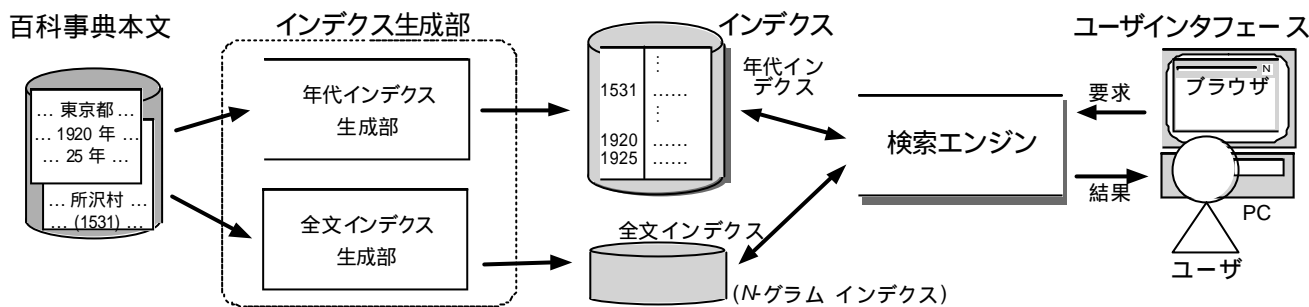 百科事典本文
インデクス生成部
インデクス
ユーザインタフェース
… 東京都 …
… 1920 年 …
… 25 年 …
… 所沢村 …
… (1531) …
年代インデクス
生成部
全文インデクス
生成部
⋮
1531 ……
⋮ ⋮
1920 ……
1925 ……
年代イン
デクス
全文インデクス
(N-グラム インデクス)
検索エンジン
要求
結果
N
ブラウザ
PC
ユーザ